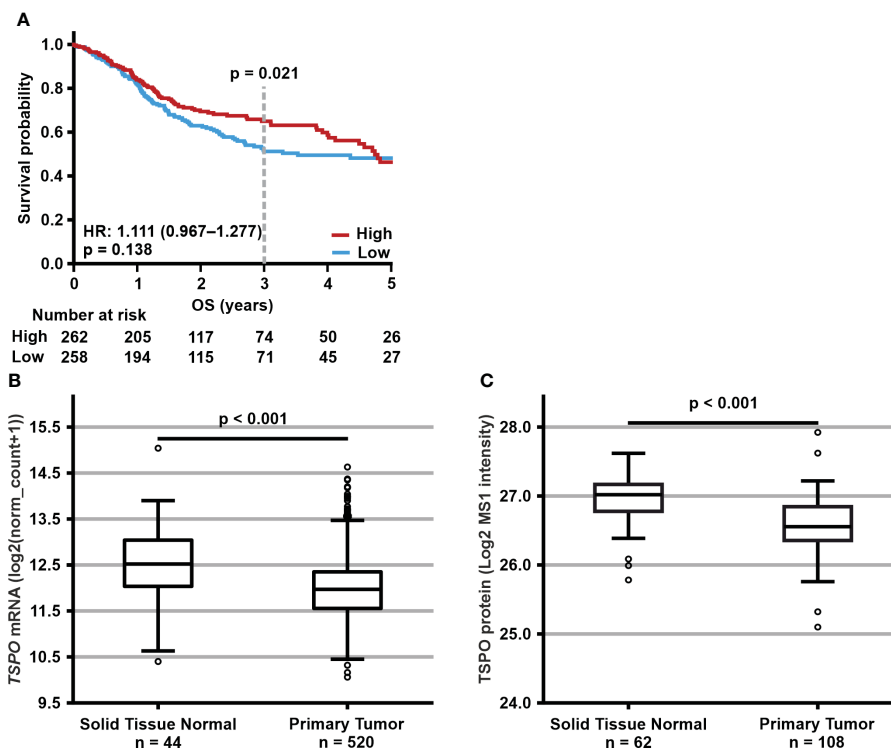 A
1.0
0.8
0.6
0.4
0.2
0.0
Survival probability
p = 0.021
HR: 1.111 (0.967–1.277)
p = 0.138
High
Low
0 1 2 3 4 5
OS (years)
Number at risk
High 262 205 117 74 50 26
Low 258 194 115 71 45 27
B
TSPO mRNA (log2(norm_count+1))
p < 0.001
15.5
14.5
13.5
12.5
11.5
10.5
9.5
Solid Tissue Normal Primary Tumor
n = 44 n = 520
C
TSPO protein (Log2 MS1 intensity)
p < 0.001
28.0
27.0
26.0
25.0
24.0
Solid Tissue Normal Primary Tumor
n = 62 n = 108